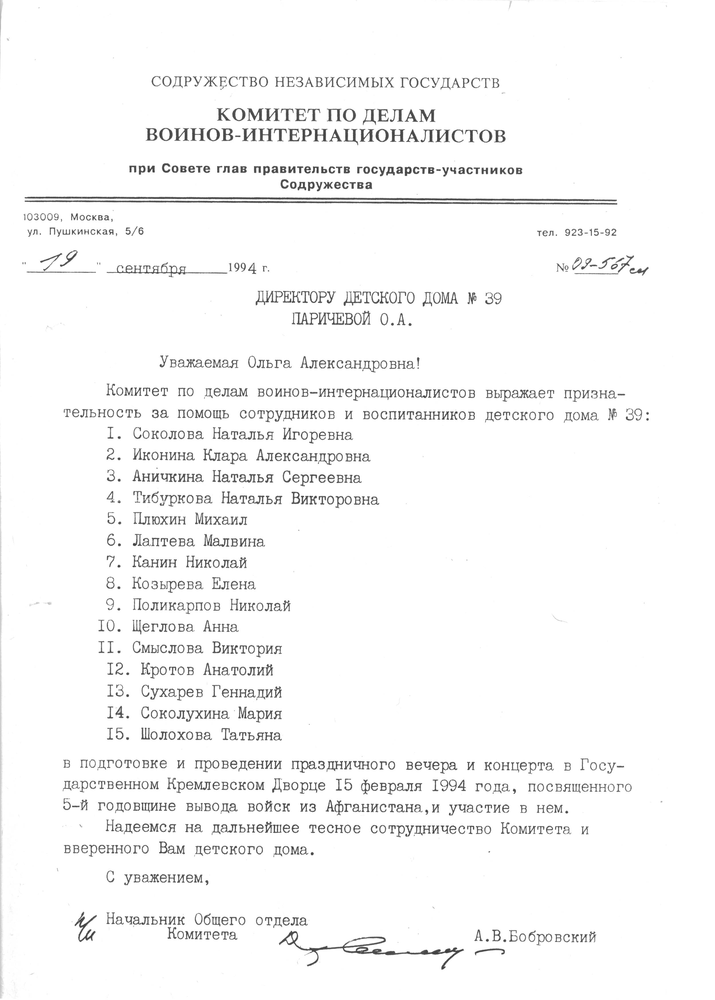 СОДРУЖЕСТВО НЕЗАВИСИМЫХ ГОСУДАРСТВ
КОМИТЕТ ПО ДЕЛАМ
ВОИНОВ-ИНТЕРНАЦИОНАЛИСТОВ
при Совете глав правительств государств-участников
Содружества
103009, Москва,
ул. Пушкинская, 5/6
тел. 923-15-92
" 19 " сентября 1994 г.
№ 09-567
ДИРЕКТОРУ ДЕТСКОГО ДОМА № 39
ПАРИЧЕВОЙ О.А.
Уважаемая Ольга Александровна!
Комитет по делам воинов-интернационалистов выражает призна-
тельность за помощь сотрудников и воспитанников детского дома № 39:
I. Соколова Наталья Игоревна
2. Иконина Клара Александровна
3. Аничкина Наталья Сергеевна
4. Тибуркова Наталья Викторовна
5. Плюхин Михаил
6. Лаптева Малвина
7. Канин Николай
8. Козырева Елена
9. Поликарпов Николай
I0. Щеглова Анна
II. Смыслова Виктория
I2. Кротов Анатолий
I3. Сухарев Геннадий
I4. Соколухина Мария
I5. Шолохова Татьяна
в подготовке и проведении праздничного вечера и концерта в Госу-
дарственном Кремлевском Дворце I5 февраля I994 года, посвященного
5-й годовщине вывода войск из Афганистана,и участие в нем.
Надеемся на дальнейшее тесное сотрудничество Комитета и
вверенного Вам детского дома.
С уважением,
Начальник Общего отдела
Комитета
А.В.Бобровский